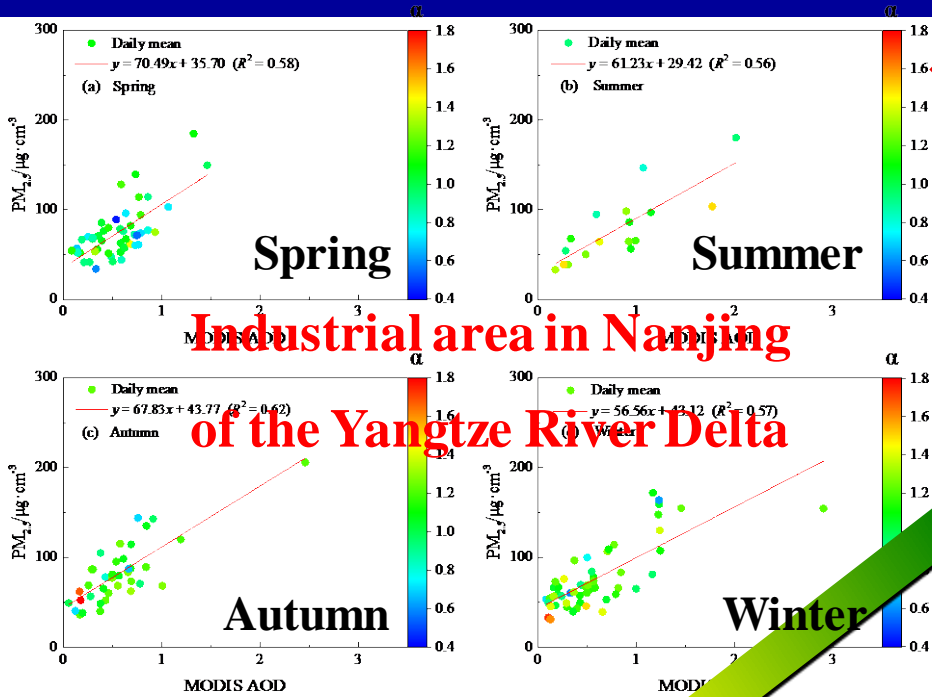 α
α
300
200
100
0
Daily mean
y = 70.49x + 35.70 (R² = 0.58)
(a) Spring
1.8
1.6
1.4
1.2
1.0
0.8
0.6
0.4
PM2.5/μg·cm-3
Spring
0 1 2 3
MODIS AOD
300
200
100
0
Daily mean
y = 61.23x + 29.42 (R² = 0.56)
(b) Summer
1.8
1.6
1.4
1.2
1.0
0.8
0.6
0.4
PM2.5/μg·cm-3
Summer
0 1 2 3
MODIS AOD
Industrial area in Nanjing
of the Yangtze River Delta
α
α
300
200
100
0
Daily mean
y = 67.83x + 43.77 (R² = 0.62)
(c) Autumn
1.8
1.6
1.4
1.2
1.0
0.8
0.6
0.4
PM2.5/μg·cm-3
Autumn
0 1 2 3
MODIS AOD
300
200
100
0
Daily mean
y = 56.56x + 43.12 (R² = 0.57)
Winter
1.8
1.6
1.4
1.2
0.6
0.4
PM2.5/μg·cm-3
Winter
0 1 2 3